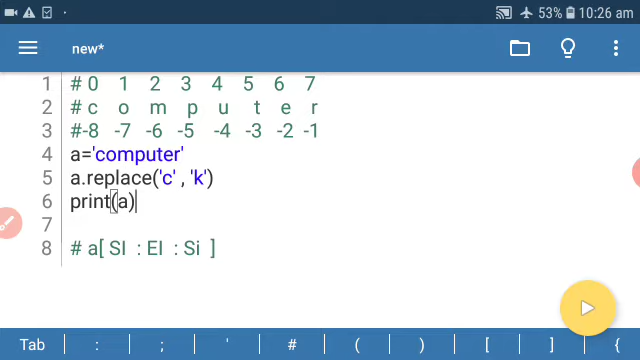 53% 10:26 am
new*
1 # 0 1 2 3 4 5 6 7
2 # c o m p u t e r
3 #-8 -7 -6 -5 -4 -3 -2 -1
4 a='computer'
5 a.replace('c' , 'k')
6 print(a)
7
8 # a[ SI : EI : Si ]
Tab : ; ' # ( ) [ ] {